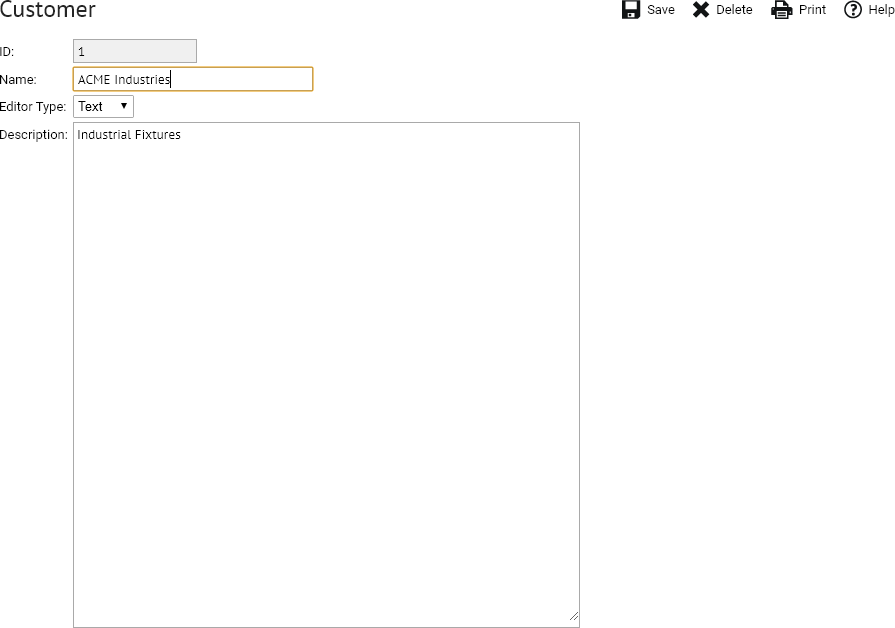 Customer Save Delete Print Help
ID: 1
Name: ACME Industries
Editor Type: Text
Description: Industrial Fixtures